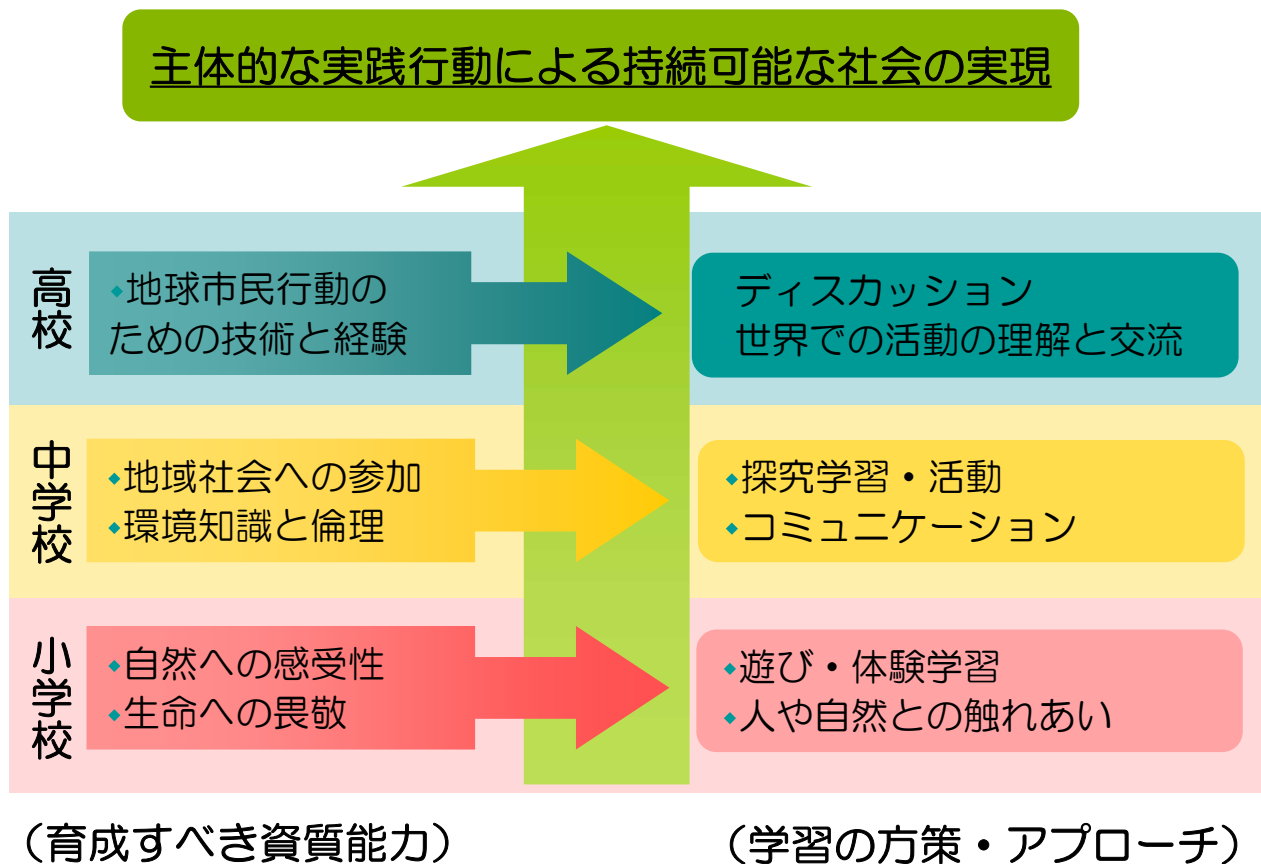 主体的な実践行動による持続可能な社会の実現
高校
◆地球市民行動の
ための技術と経験
ディスカッション
世界での活動の理解と交流
中学校
◆地域社会への参加
◆環境知識と倫理
◆探究学習・活動
◆コミュニケーション
小学校
◆自然への感受性
◆生命への畏敬
◆遊び・体験学習
◆人や自然との触れあい
（育成すべき資質能力）
（学習の方策・アプローチ）